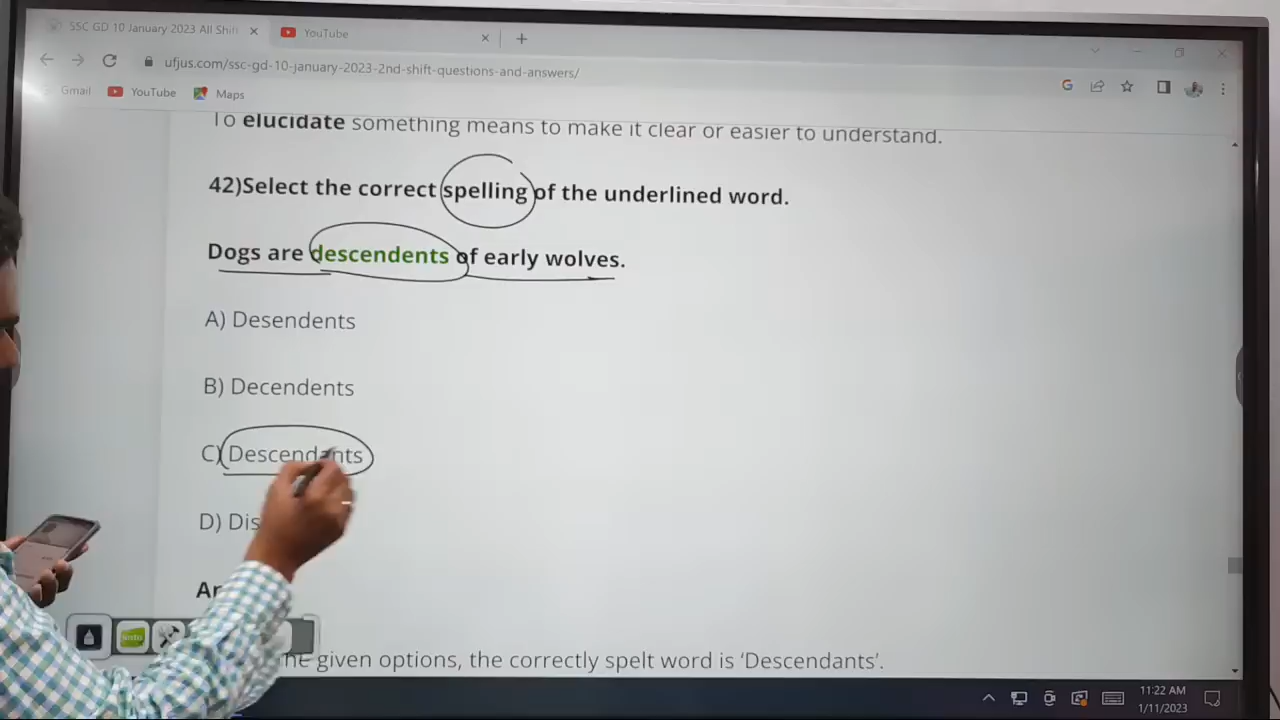 SSC GD 10 January 2023 All Shift
YouTube
ufjus.com/ssc-gd-10-january-2023-2nd-shift-questions-and-answers/
Gmail YouTube Maps
To elucidate something means to make it clear or easier to understand.
42)Select the correct spelling of the underlined word.
Dogs are descendents of early wolves.
A) Desendents
B) Decendents
C) Descendants
D) Dis
given options, the correctly spelt word is ‘Descendants’.
11:22 AM
1/11/2023